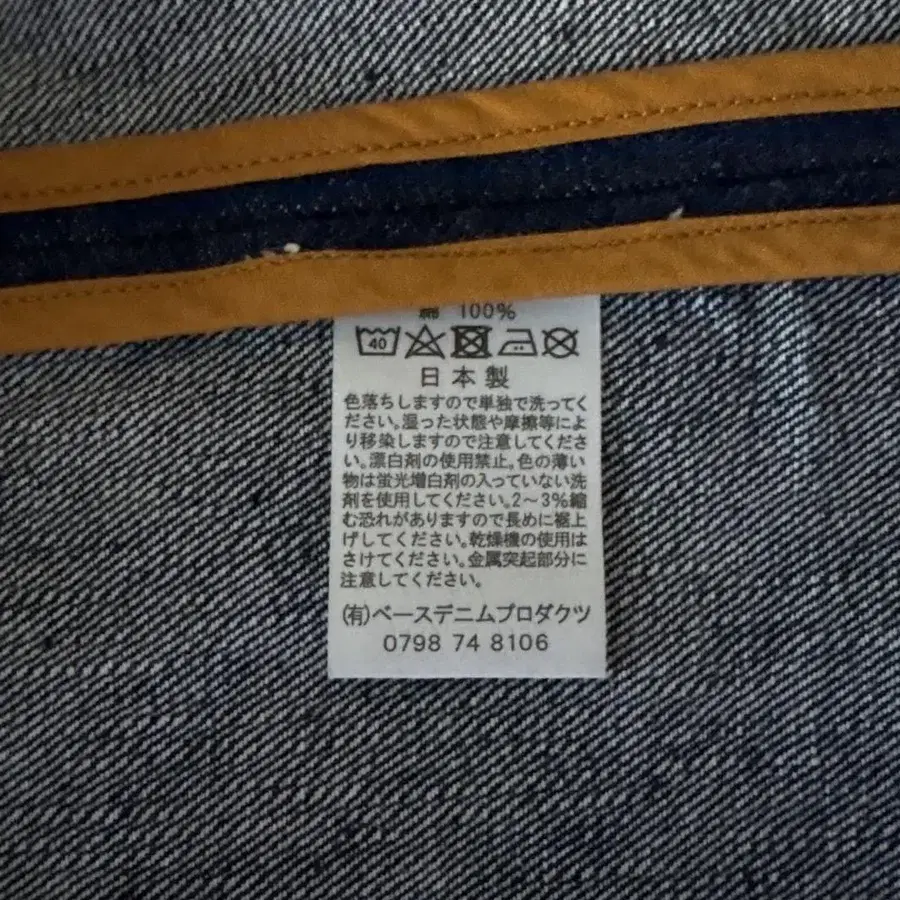 綿 100%
40
日本製
色落ちしますので単独で洗ってく
ださい。湿った状態や摩擦等によ
り移染しますので注意してくださ
い。漂白剤の使用禁止。色の薄い
物は蛍光増白剤の入っていない洗
剤を使用してください。2～3%縮
む恐れがありますので長めに裾上
げしてください。乾燥機の使用は
さけてください。金属突起部分に
注意してください。
(有)ベースデニムプロダクツ
0798 74 8106